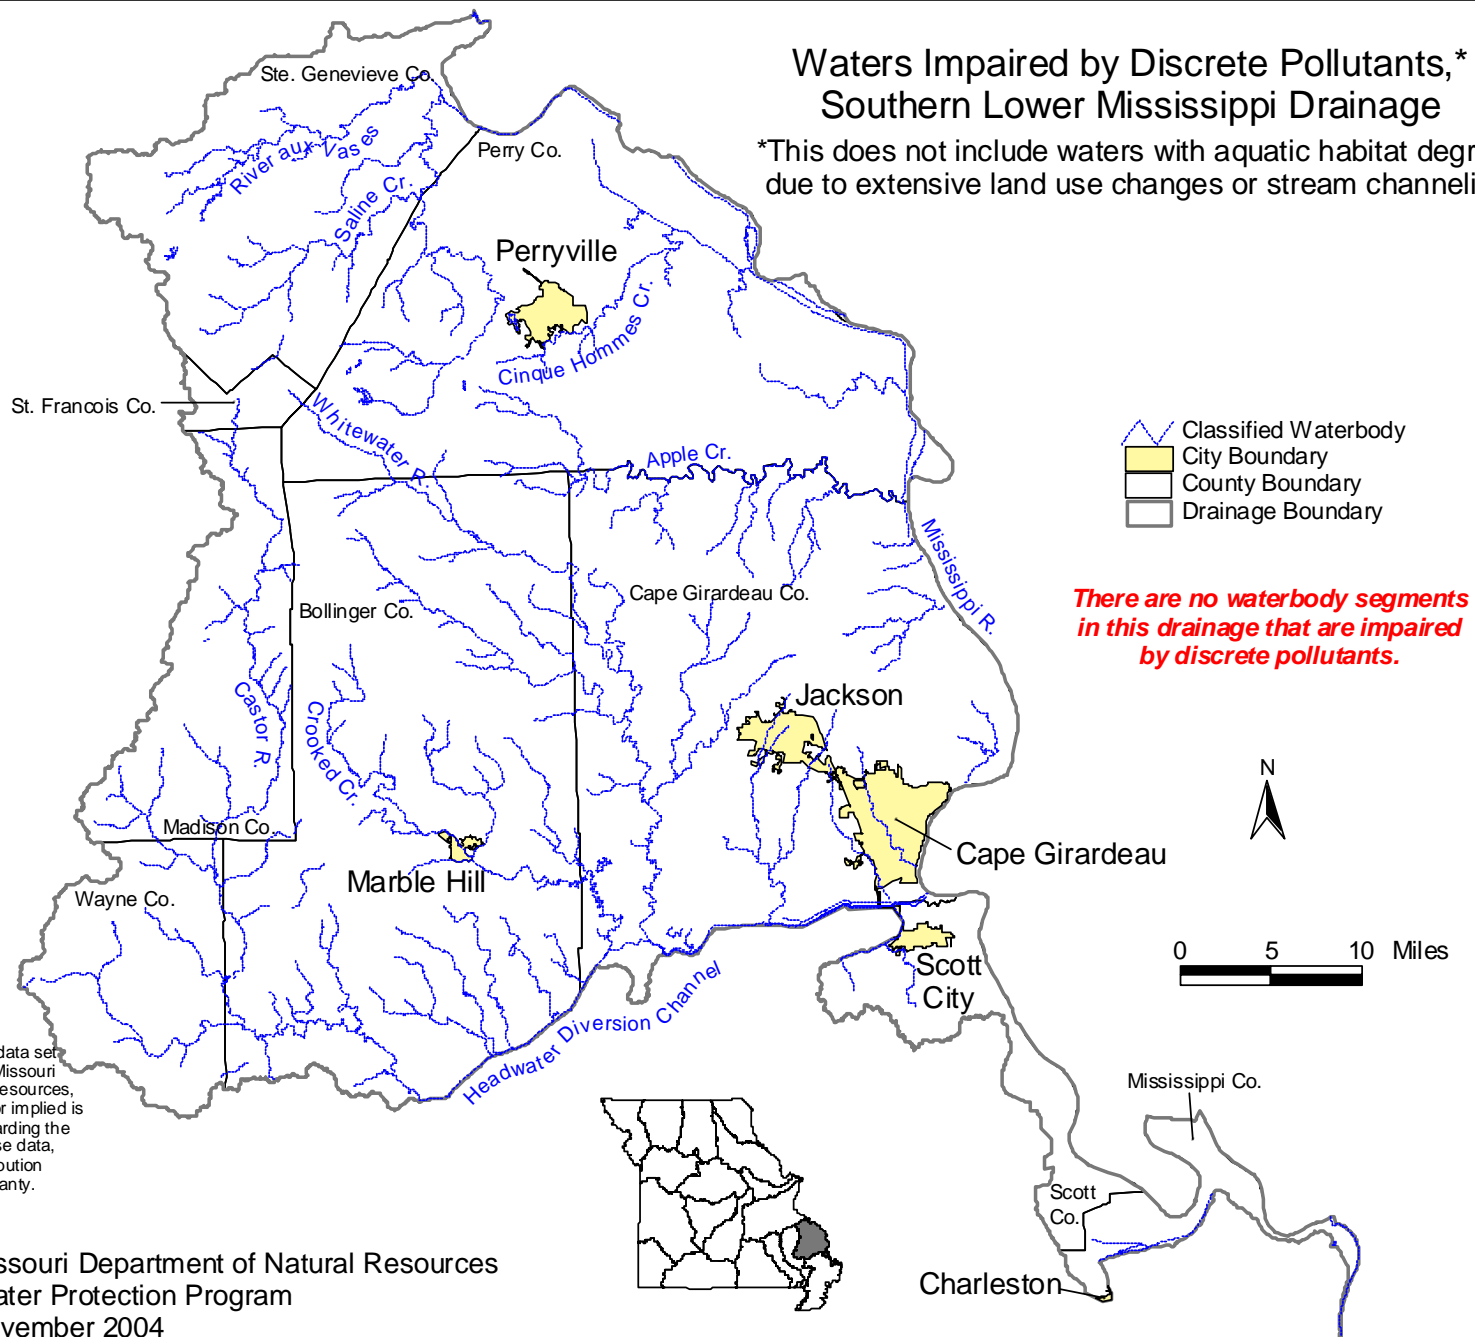 Waters Impaired by Discrete Pollutants,*
Southern Lower Mississippi Drainage
*This does not include waters with aquatic habitat degr
due to extensive land use changes or stream channeli
Ste. Genevieve Co.
River aux Vases
Saline Cr.
Perry Co.
Perryville
Cinque Hommes Cr.
St. Francois Co.
Whitewater R.
Apple Cr.
Classified Waterbody
City Boundary
County Boundary
Drainage Boundary
Mississippi R.
There are no waterbody segments
in this drainage that are impaired
by discrete pollutants.
Bollinger Co.
Cape Girardeau Co.
Castor R.
Crooked Cr.
Jackson
Madison Co.
Marble Hill
Cape Girardeau
N
Wayne Co.
Scott
City
0 5 10 Miles
Headwater Diversion Channel
data set
Missouri
esources,
or implied is
arding the
se data,
bution
anty.
Mississippi Co.
Scott
Co.
Charleston
ssouri Department of Natural Resources
ater Protection Program
vember 2004